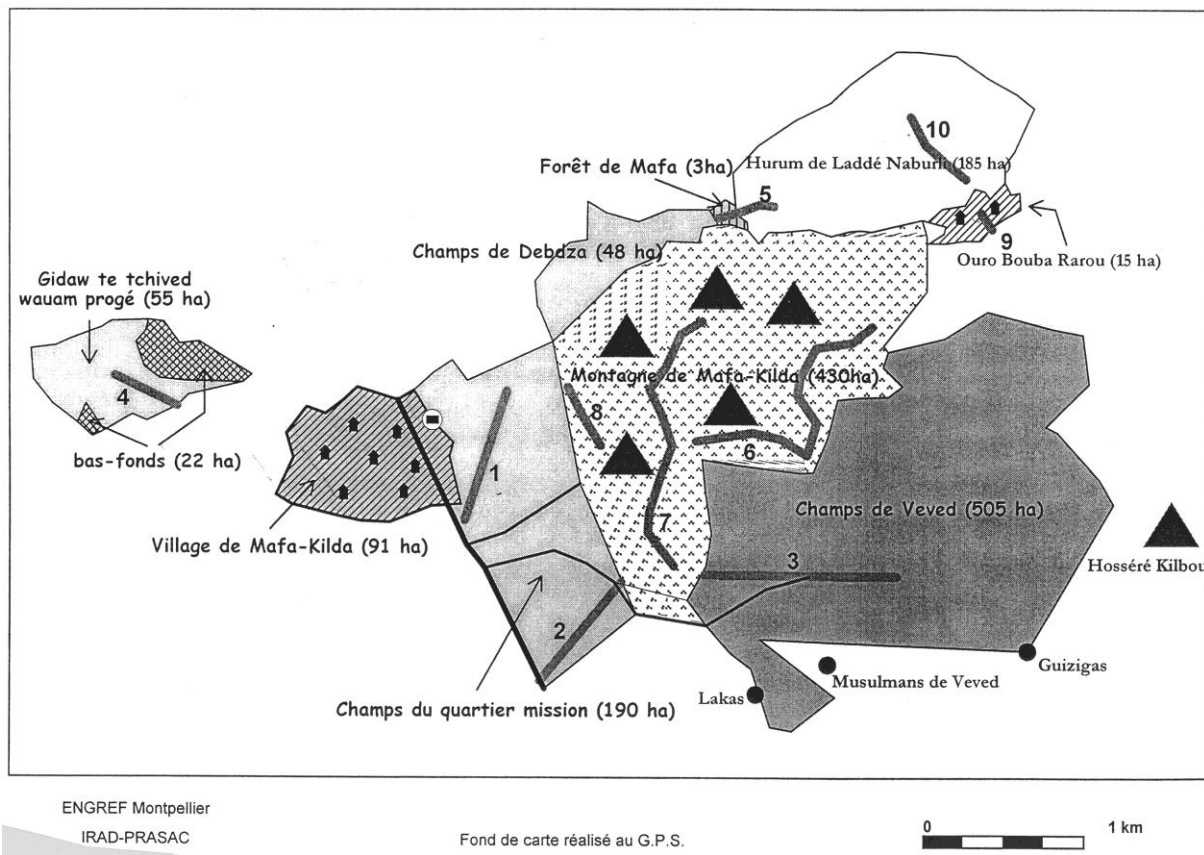 10
Hurum de Laddé Naburli (185 ha)
Forêt de Mafa (3ha)
5
Champs de Debdza (48 ha)
9
Ouro Bouba Rarou (15 ha)
Gidaw te tchived
wauam progé (55 ha)
4
bas-fonds (22 ha)
Montagne de Mafa-Kilda (430ha)
8
6
1
7
Champs de Veved (505 ha)
Village de Mafa-Kilda (91 ha)
3
Hosséré Kilbou
2
Guizigas
Musulmans de Veved
Lakas
Champs du quartier mission (190 ha)
ENGREF Montpellier
IRAD-PRASAC
Fond de carte réalisé au G.P.S.
0
1 km